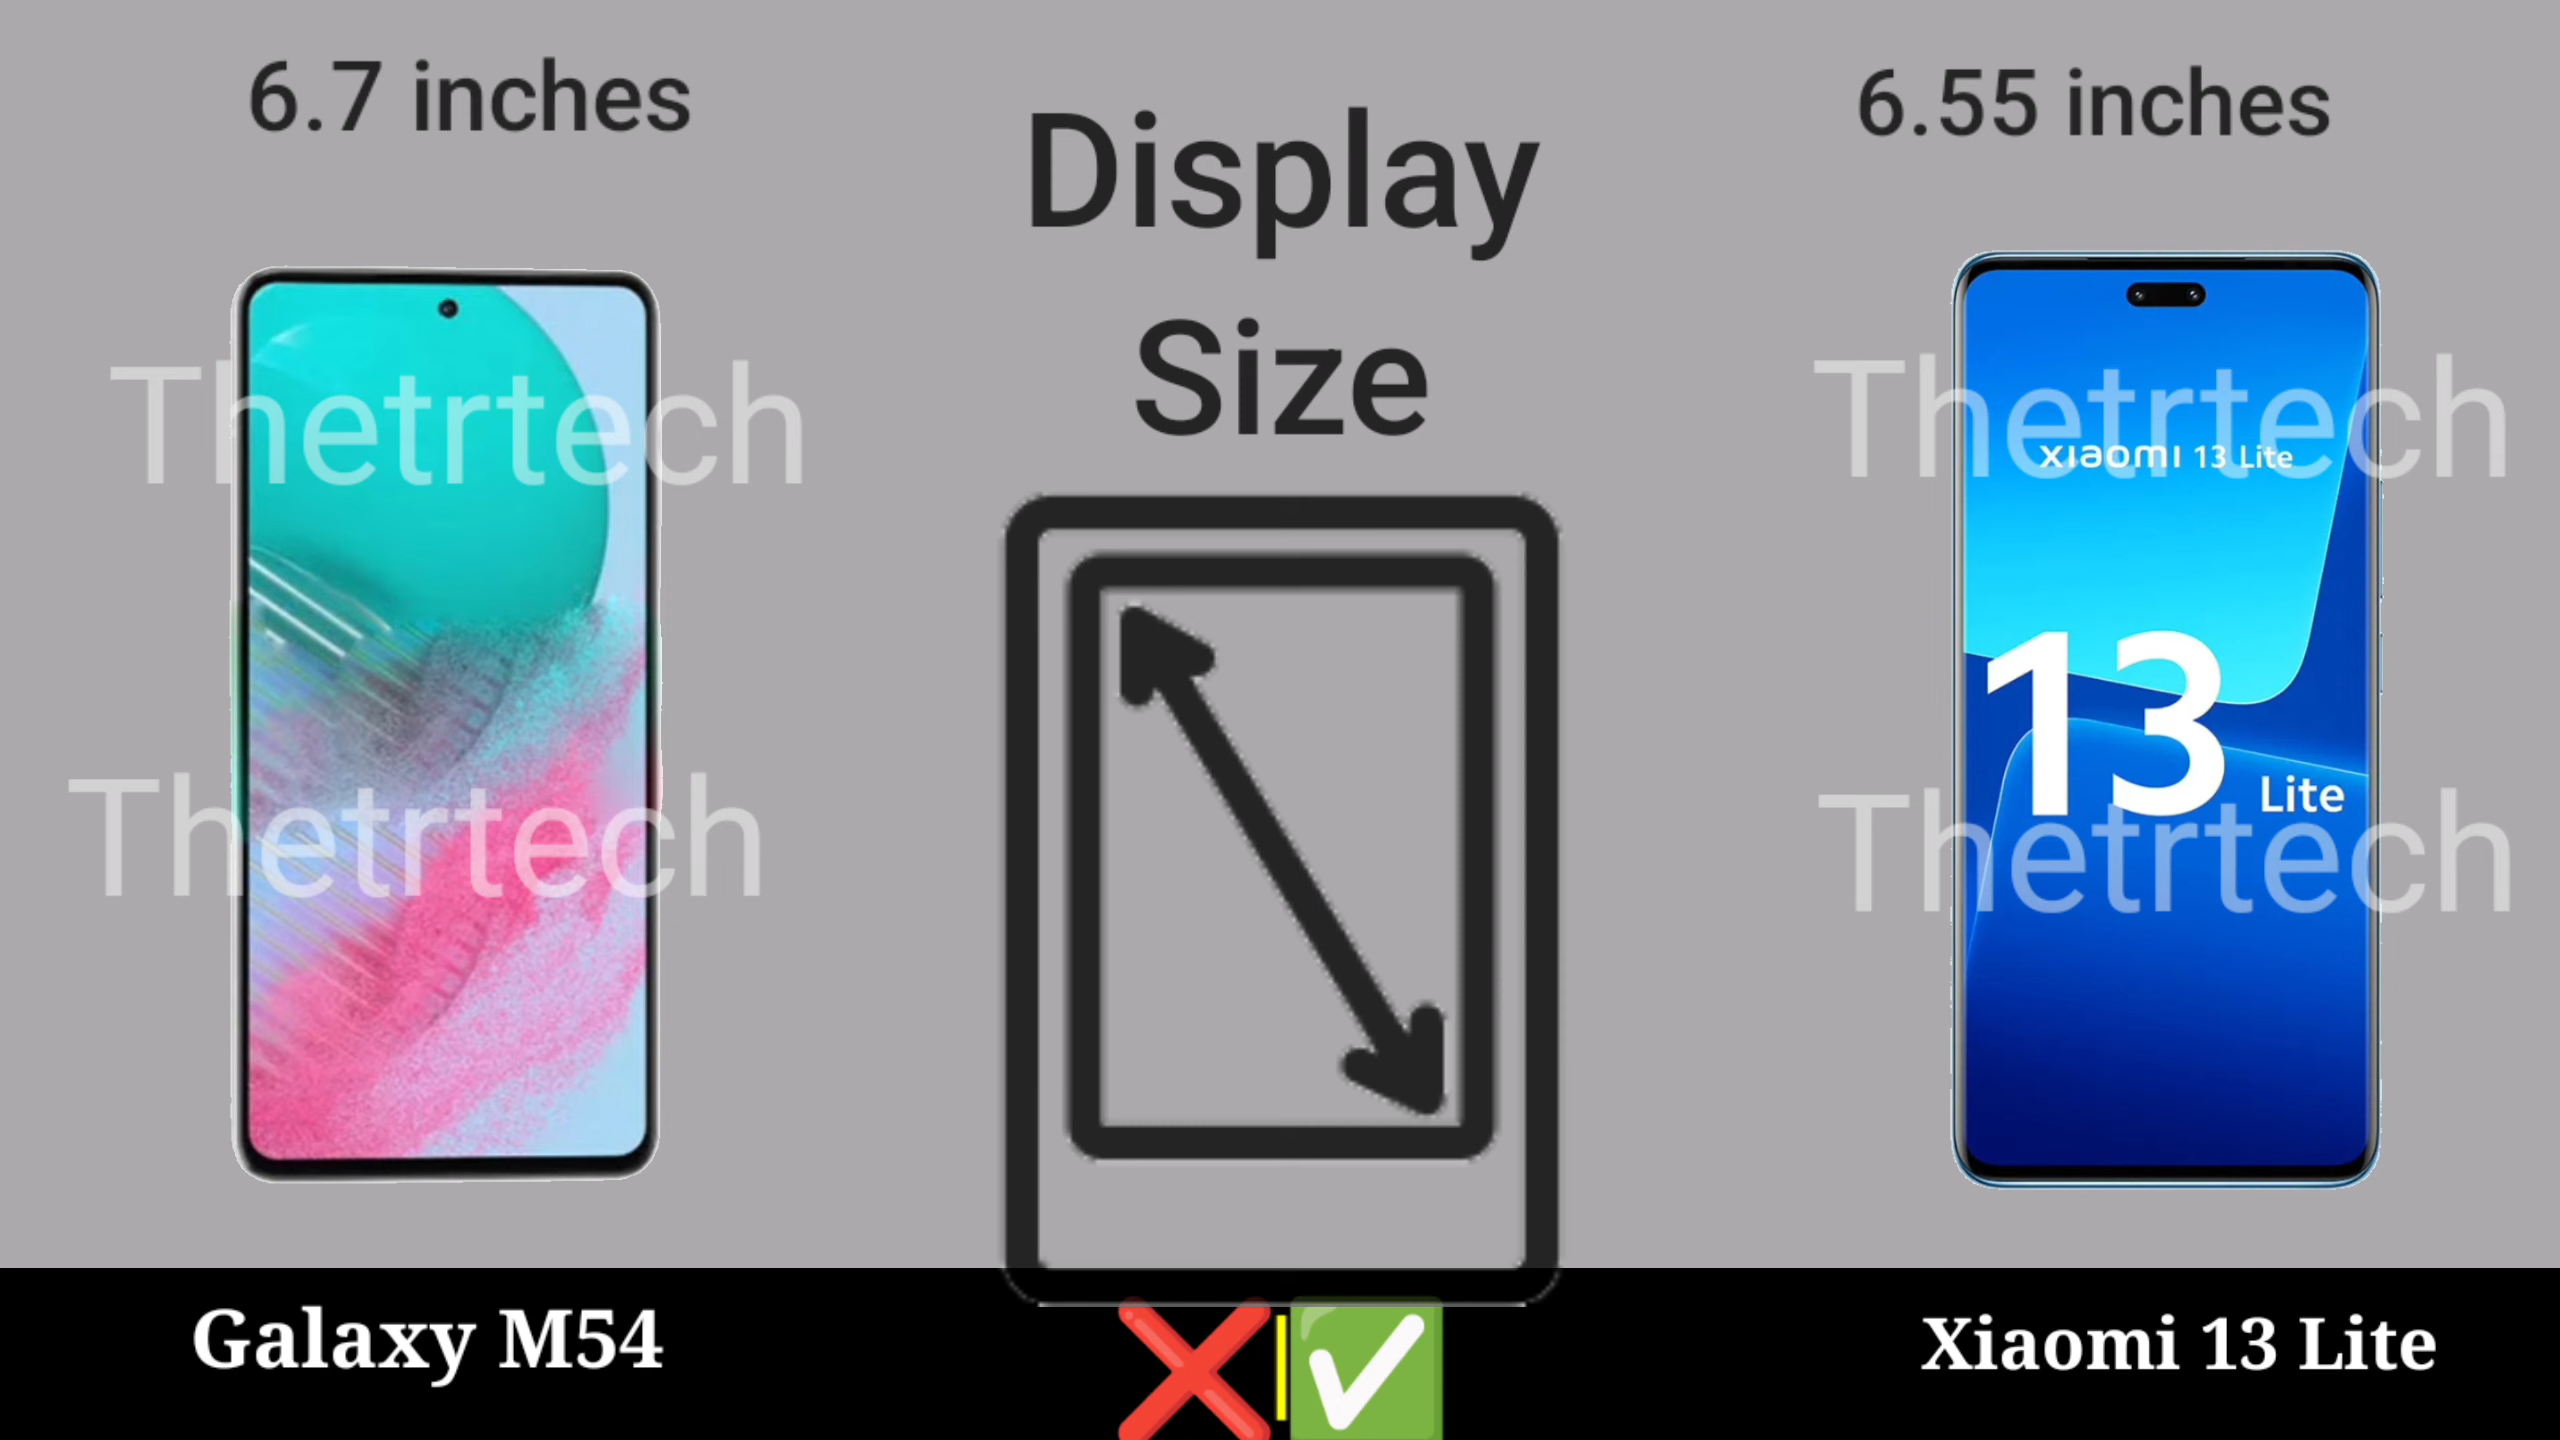 6.7 inches
Display
Size
6.55 inches
Thetrtech
Thetrtech
Thetrtech
xiaomi 13 Lite
13 Lite
Thetrtech
Galaxy M54
Xiaomi 13 Lite